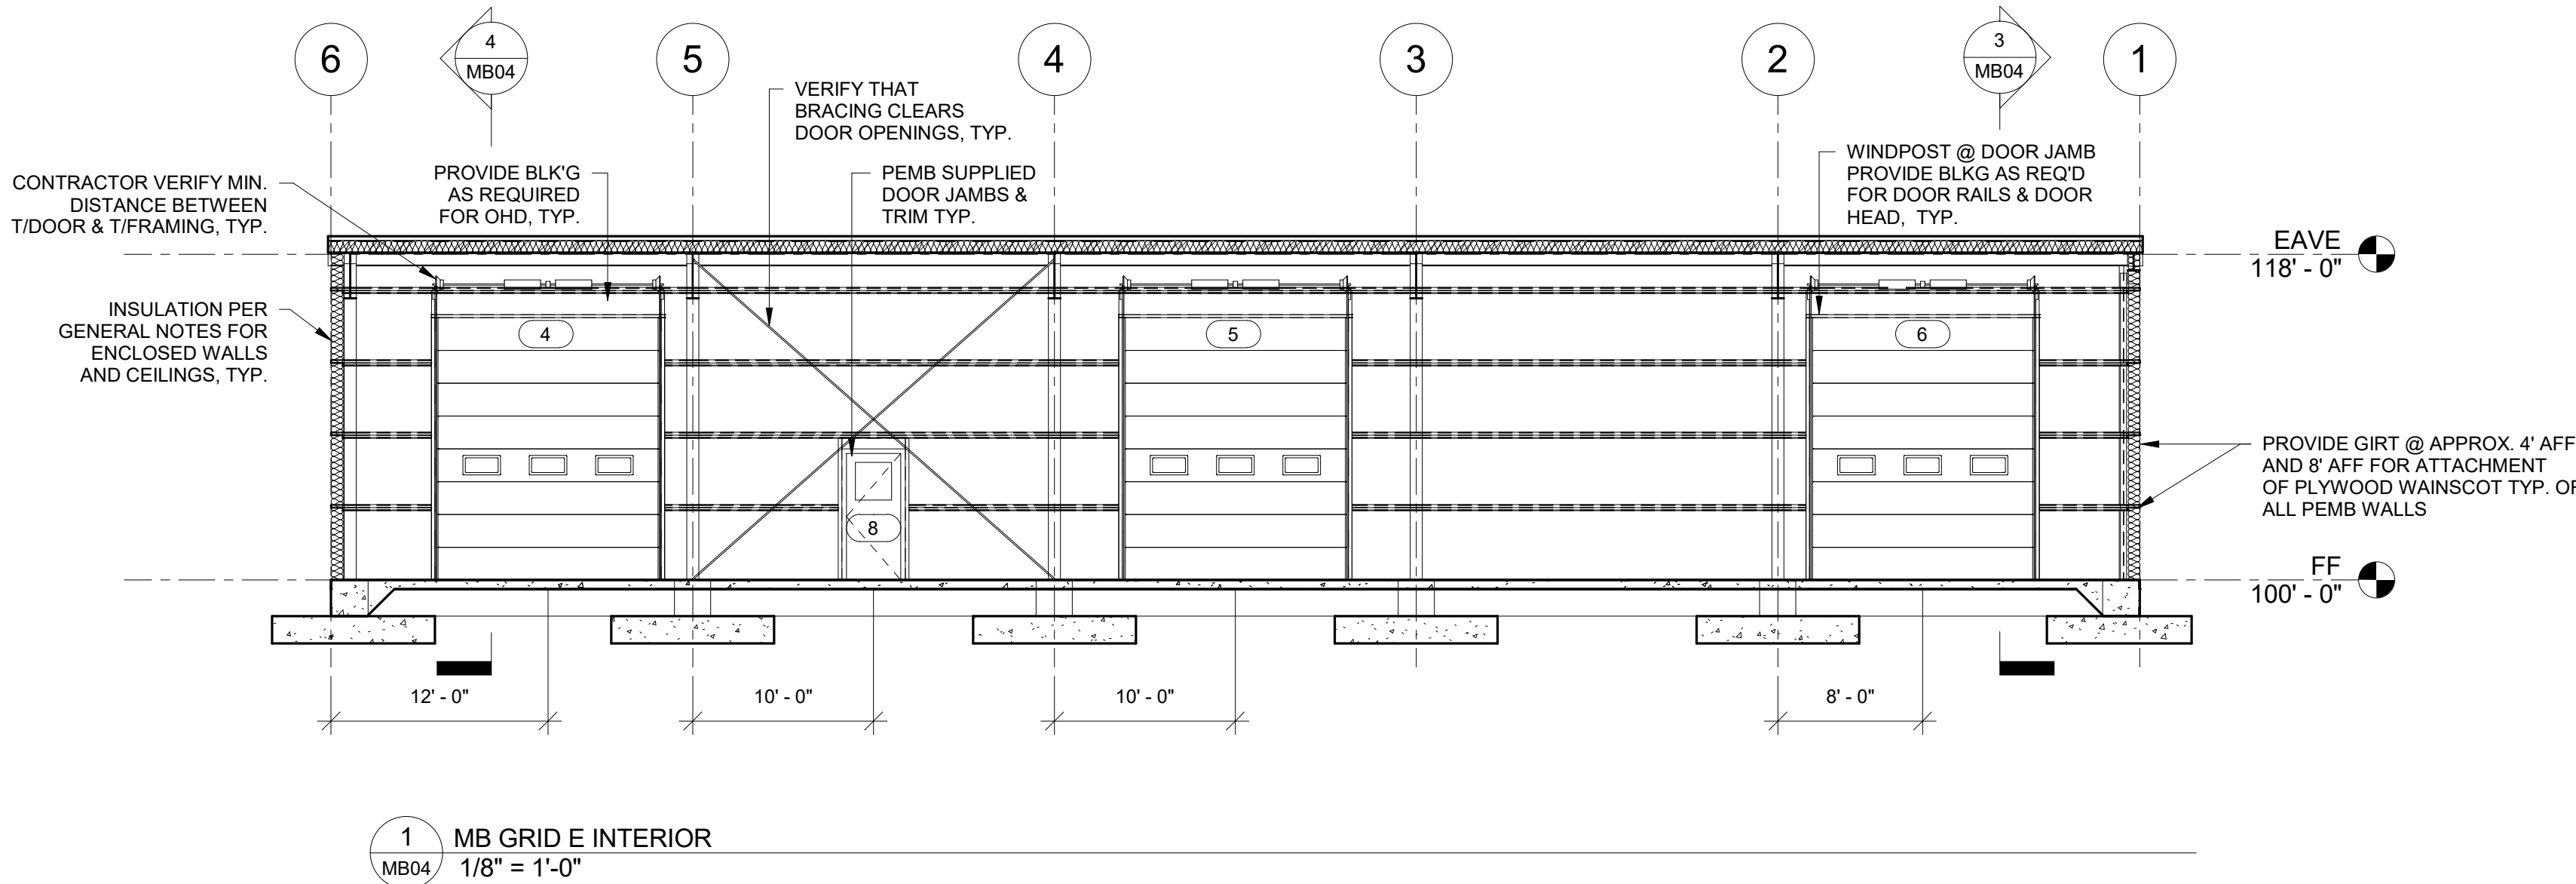 6
4
MB04
5
4
3
2
3
MB04
1
VERIFY THAT
BRACING CLEARS
DOOR OPENINGS, TYP.
CONTRACTOR VERIFY MIN.
DISTANCE BETWEEN
T/DOOR & T/FRAMING, TYP.
PROVIDE BLK'G
AS REQUIRED
FOR OHD, TYP.
PEMB SUPPLIED
DOOR JAMBS &
TRIM TYP.
WINDPOST @ DOOR JAMB
PROVIDE BLKG AS REQ'D
FOR DOOR RAILS & DOOR
HEAD, TYP.
EAVE
118' - 0"
INSULATION PER
GENERAL NOTES FOR
ENCLOSED WALLS
AND CEILINGS, TYP.
4
5
6
8
PROVIDE GIRT @ APPROX. 4' AFF
AND 8' AFF FOR ATTACHMENT
OF PLYWOOD WAINSCOT TYP. OF
ALL PEMB WALLS
FF
100' - 0"
12' - 0"
10' - 0"
10' - 0"
8' - 0"
1
MB04
MB GRID E INTERIOR
1/8" = 1'-0"